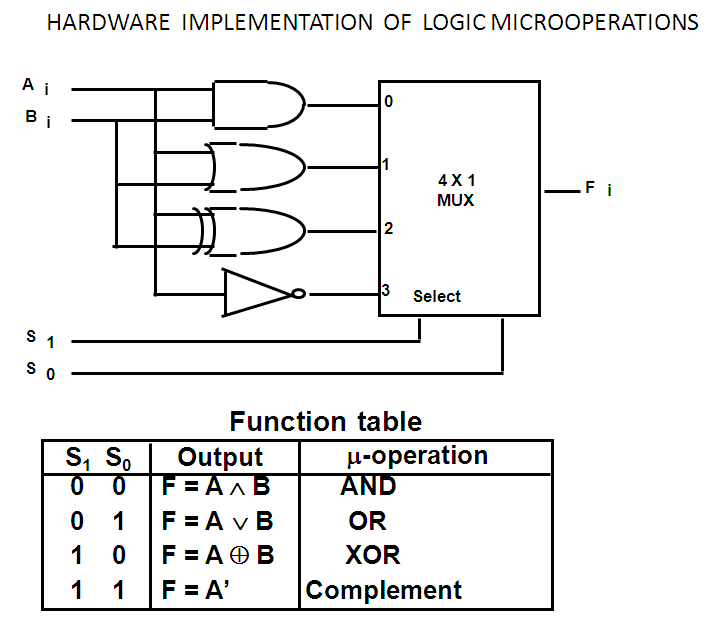 HARDWARE IMPLEMENTATION OF LOGIC MICROOPERATIONS
A i
B i
0
1
4 X 1
MUX
F i
2
3
Select
S 1
S 0
Function table
S₁ S₀ Output μ-operation
0 0 F = A ∧ B AND
0 1 F = A ∨ B OR
1 0 F = A ⊕ B XOR
1 1 F = A’ Complement